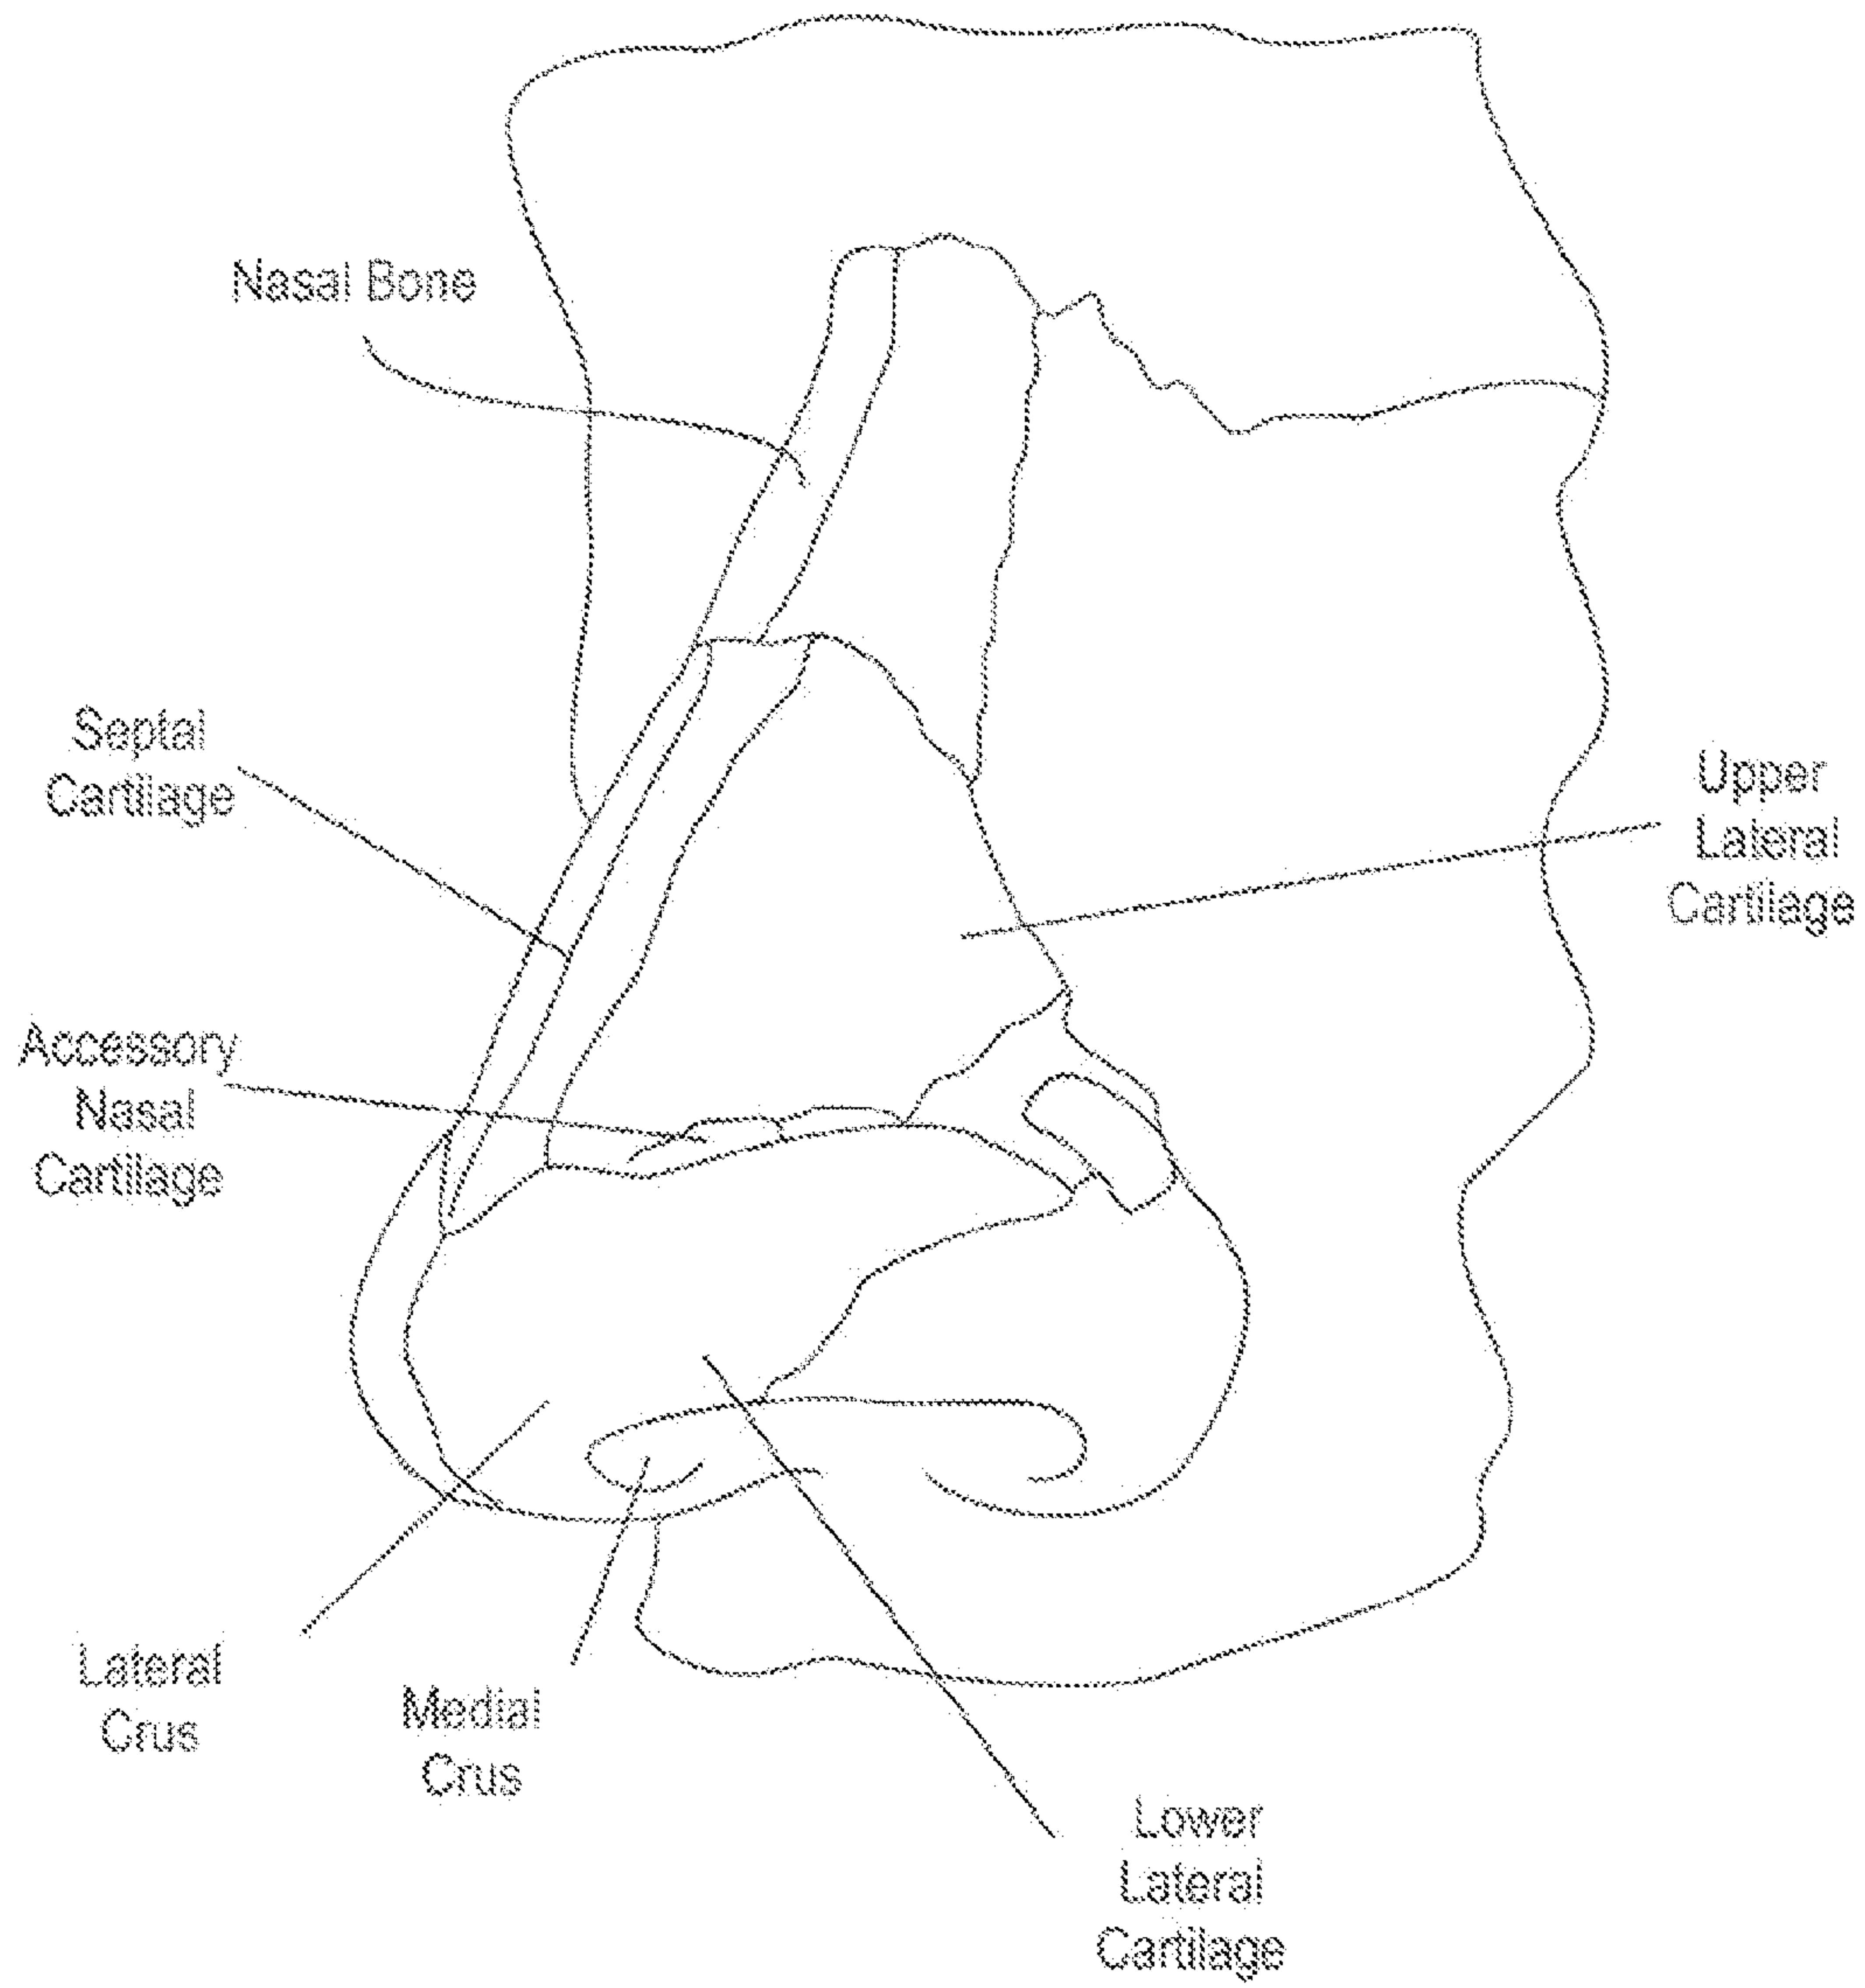 Nasal Bone
Septal
Cartilage
Upper
Lateral
Cartilage
Accessory
Nasal
Cartilage
Lateral
Crus
Medial
Crus
Lower
Lateral
Cartilage